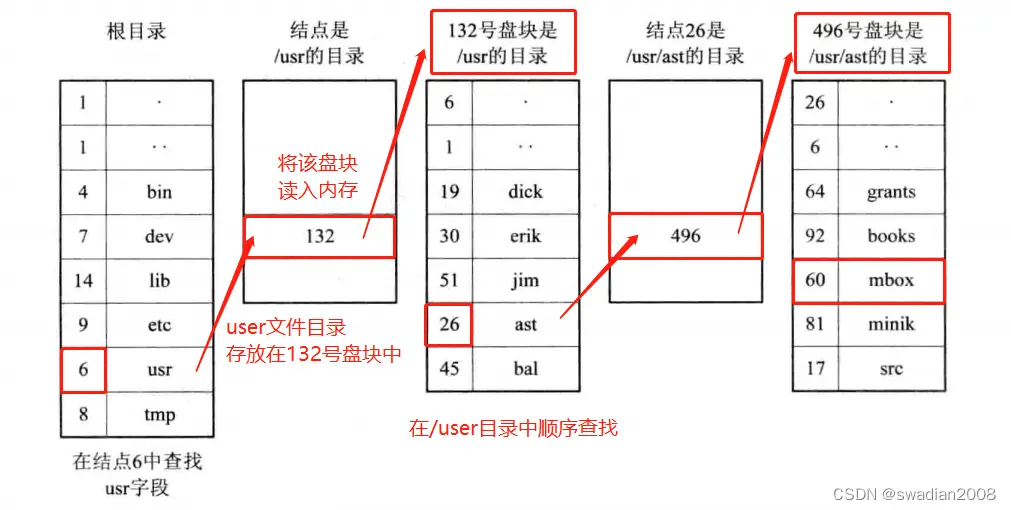 根目录
1 ·
1 ··
4 bin
7 dev
14 lib
9 etc
6 usr
8 tmp
在结点6中查找
usr字段
结点是
/usr的目录
将该盘块
读入内存
132
user文件目录
存放在132号盘块中
132号盘块是
/usr的目录
6 ·
1 ··
19 dick
30 erik
51 jim
26 ast
45 bal
在/user目录中顺序查找
结点26是
/usr/ast的目录
496
496号盘块是
/usr/ast的目录
26 ·
6 ··
64 grants
92 books
60 mbox
81 minik
17 src
CSDN @swadian2008